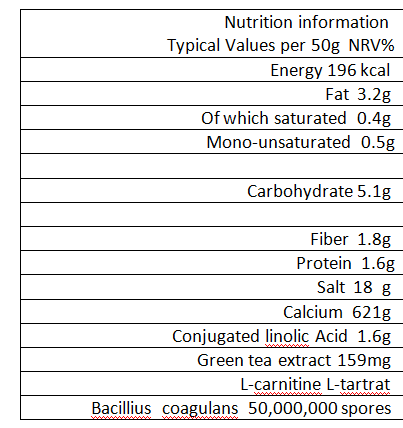 Nutrition information
Typical Values per 50g NRV%
Energy 196 kcal
Fat 3.2g
Of which saturated 0.4g
Mono-unsaturated 0.5g
Carbohydrate 5.1g
Fiber 1.8g
Protein 1.6g
Salt 18 g
Calcium 621g
Conjugated linolic Acid 1.6g
Green tea extract 159mg
L-carnitine L-tartrat
Bacillius coagulans 50,000,000 spores